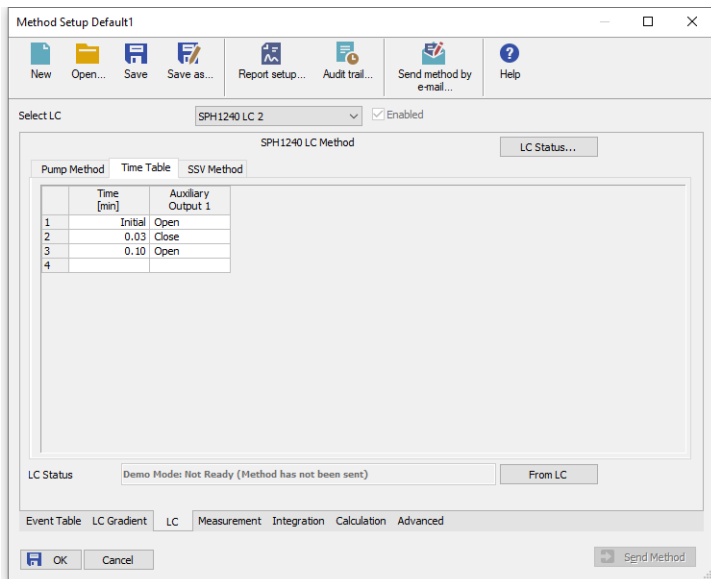 Method Setup Default1
New Open... Save Save as... Report setup... Audit trail... Send method by e-mail... Help
Select LC SPH1240 LC 2 Enabled
SPH1240 LC Method LC Status...
Pump Method Time Table SSV Method
Time [min] Auxiliary Output 1
1 Initial Open
2 0.03 Close
3 0.10 Open
4
LC Status Demo Mode: Not Ready (Method has not been sent) From LC
Event Table LC Gradient LC Measurement Integration Calculation Advanced
OK Cancel Send Method